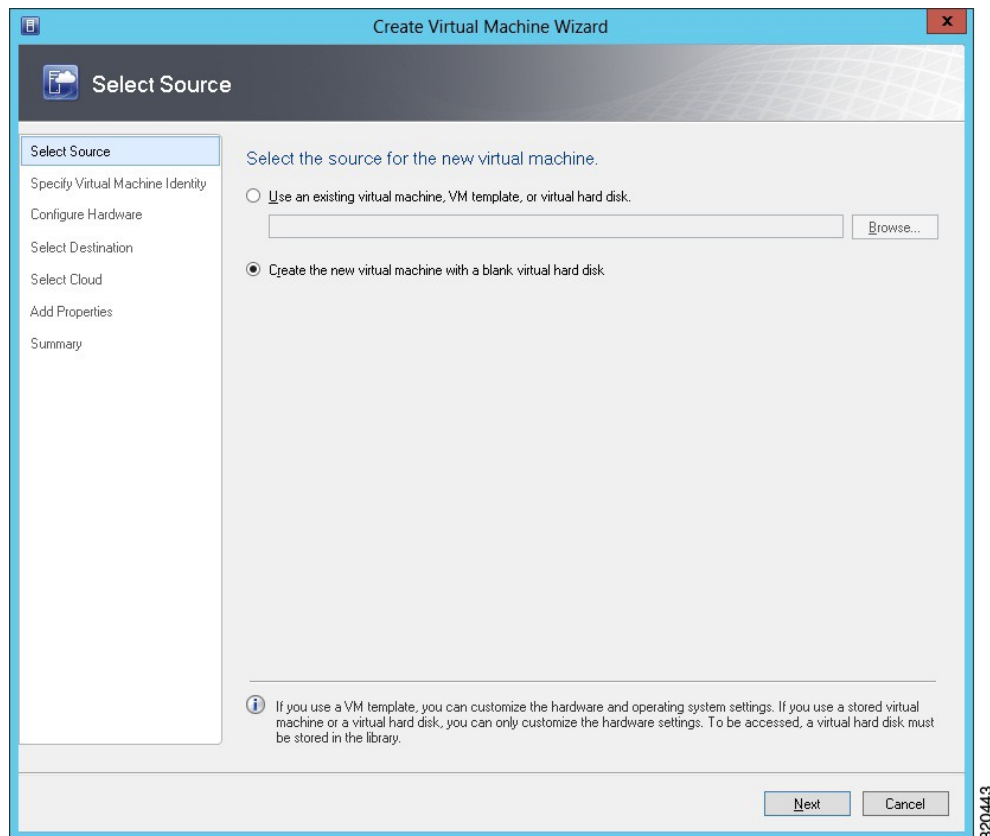 Create Virtual Machine Wizard
x
Select Source
Select Source
Specify Virtual Machine Identity
Configure Hardware
Select Destination
Select Cloud
Add Properties
Summary
Select the source for the new virtual machine.
Use an existing virtual machine, VM template, or virtual hard disk.
Browse...
Create the new virtual machine with a blank virtual hard disk
If you use a VM template, you can customize the hardware and operating system settings. If you use a stored virtual
machine or a virtual hard disk, you can only customize the hardware settings. To be accessed, a virtual hard disk must
be stored in the library.
Next
Cancel